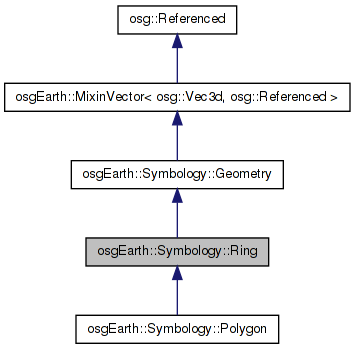 osg::Referenced
osgEarth::MixinVector< osg::Vec3d, osg::Referenced >
osgEarth::Symbology::Geometry
osgEarth::Symbology::Ring
osgEarth::Symbology::Polygon